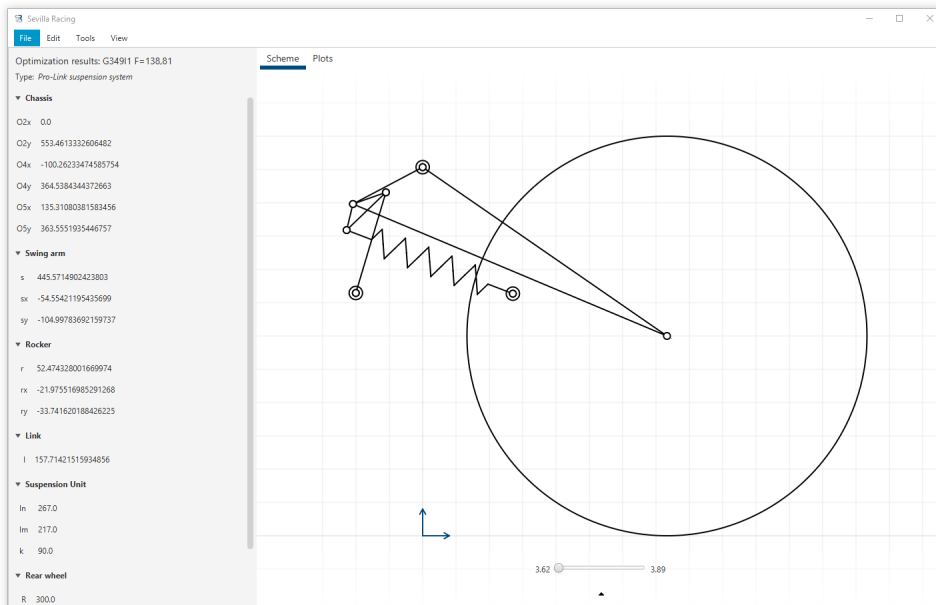 Sevilla Racing
File Edit Tools View
Optimization results: G349I1 F=138.81
Type: Pro-Link suspension system
Chassis
O2x 0.0
O2y 553.4613332606482
O4x -100.26233474585754
O4y 364.5384344372663
O5x 135.31080381583456
O5y 363.5551935446757
Swing arm
s 445.5714902423803
sx -54.55421195435699
sy -104.99783692159737
Rocker
r 52.474328001669974
rx -21.975516985291268
ry -33.741620188426225
Link
l 157.71421515934856
Suspension Unit
ln 267.0
lm 217.0
k 90.0
Rear wheel
R 300.0
Scheme Plots
3.62 3.89